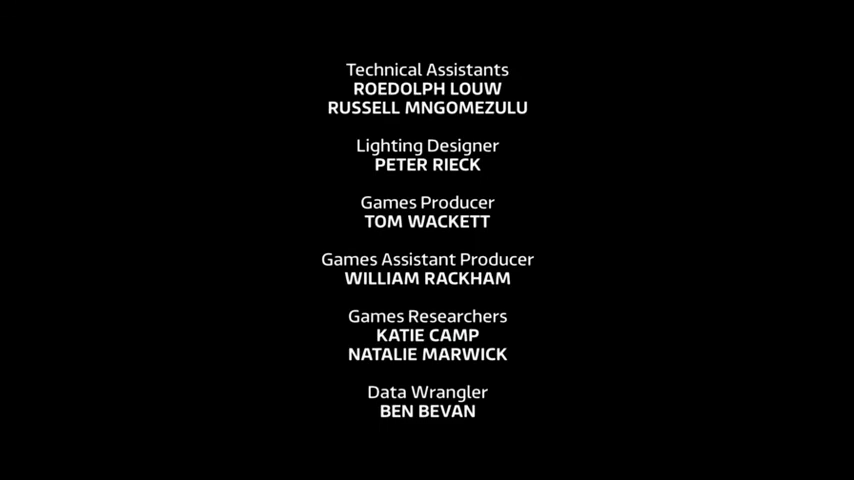 Technical Assistants
ROEDOLPH LOUW
RUSSELL MNGOMEZULU
Lighting Designer
PETER RIECK
Games Producer
TOM WACKETT
Games Assistant Producer
WILLIAM RACKHAM
Games Researchers
KATIE CAMP
NATALIE MARWICK
Data Wrangler
BEN BEVAN